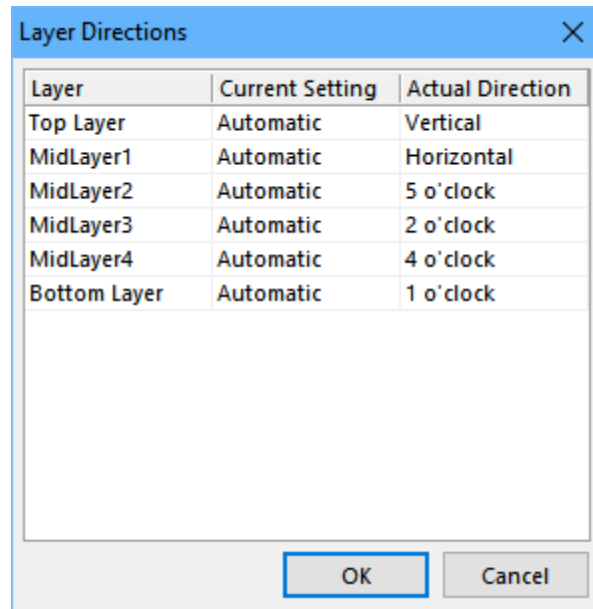 Layer Directions
Layer Current Setting Actual Direction
Top Layer Automatic Vertical
MidLayer1 Automatic Horizontal
MidLayer2 Automatic 5 o'clock
MidLayer3 Automatic 2 o'clock
MidLayer4 Automatic 4 o'clock
Bottom Layer Automatic 1 o'clock
OK Cancel